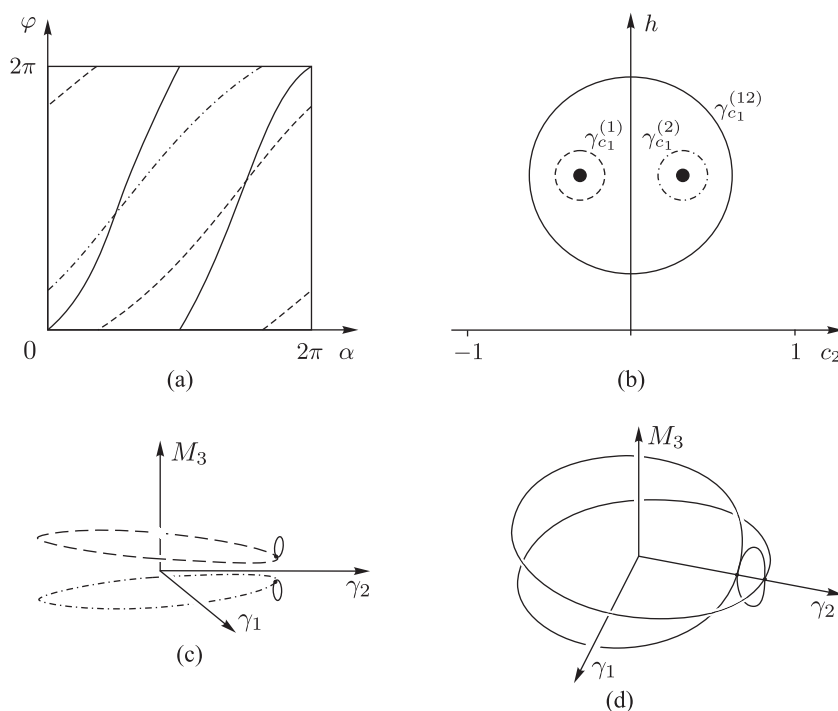 φ
2π
0
2π α
(a)
h
γ_{c_1}^{(12)}
γ_{c_1}^{(1)} γ_{c_1}^{(2)}
−1
1 c_2
(b)
M_3
γ_2
γ_1
(c)
M_3
γ_2
γ_1
(d)